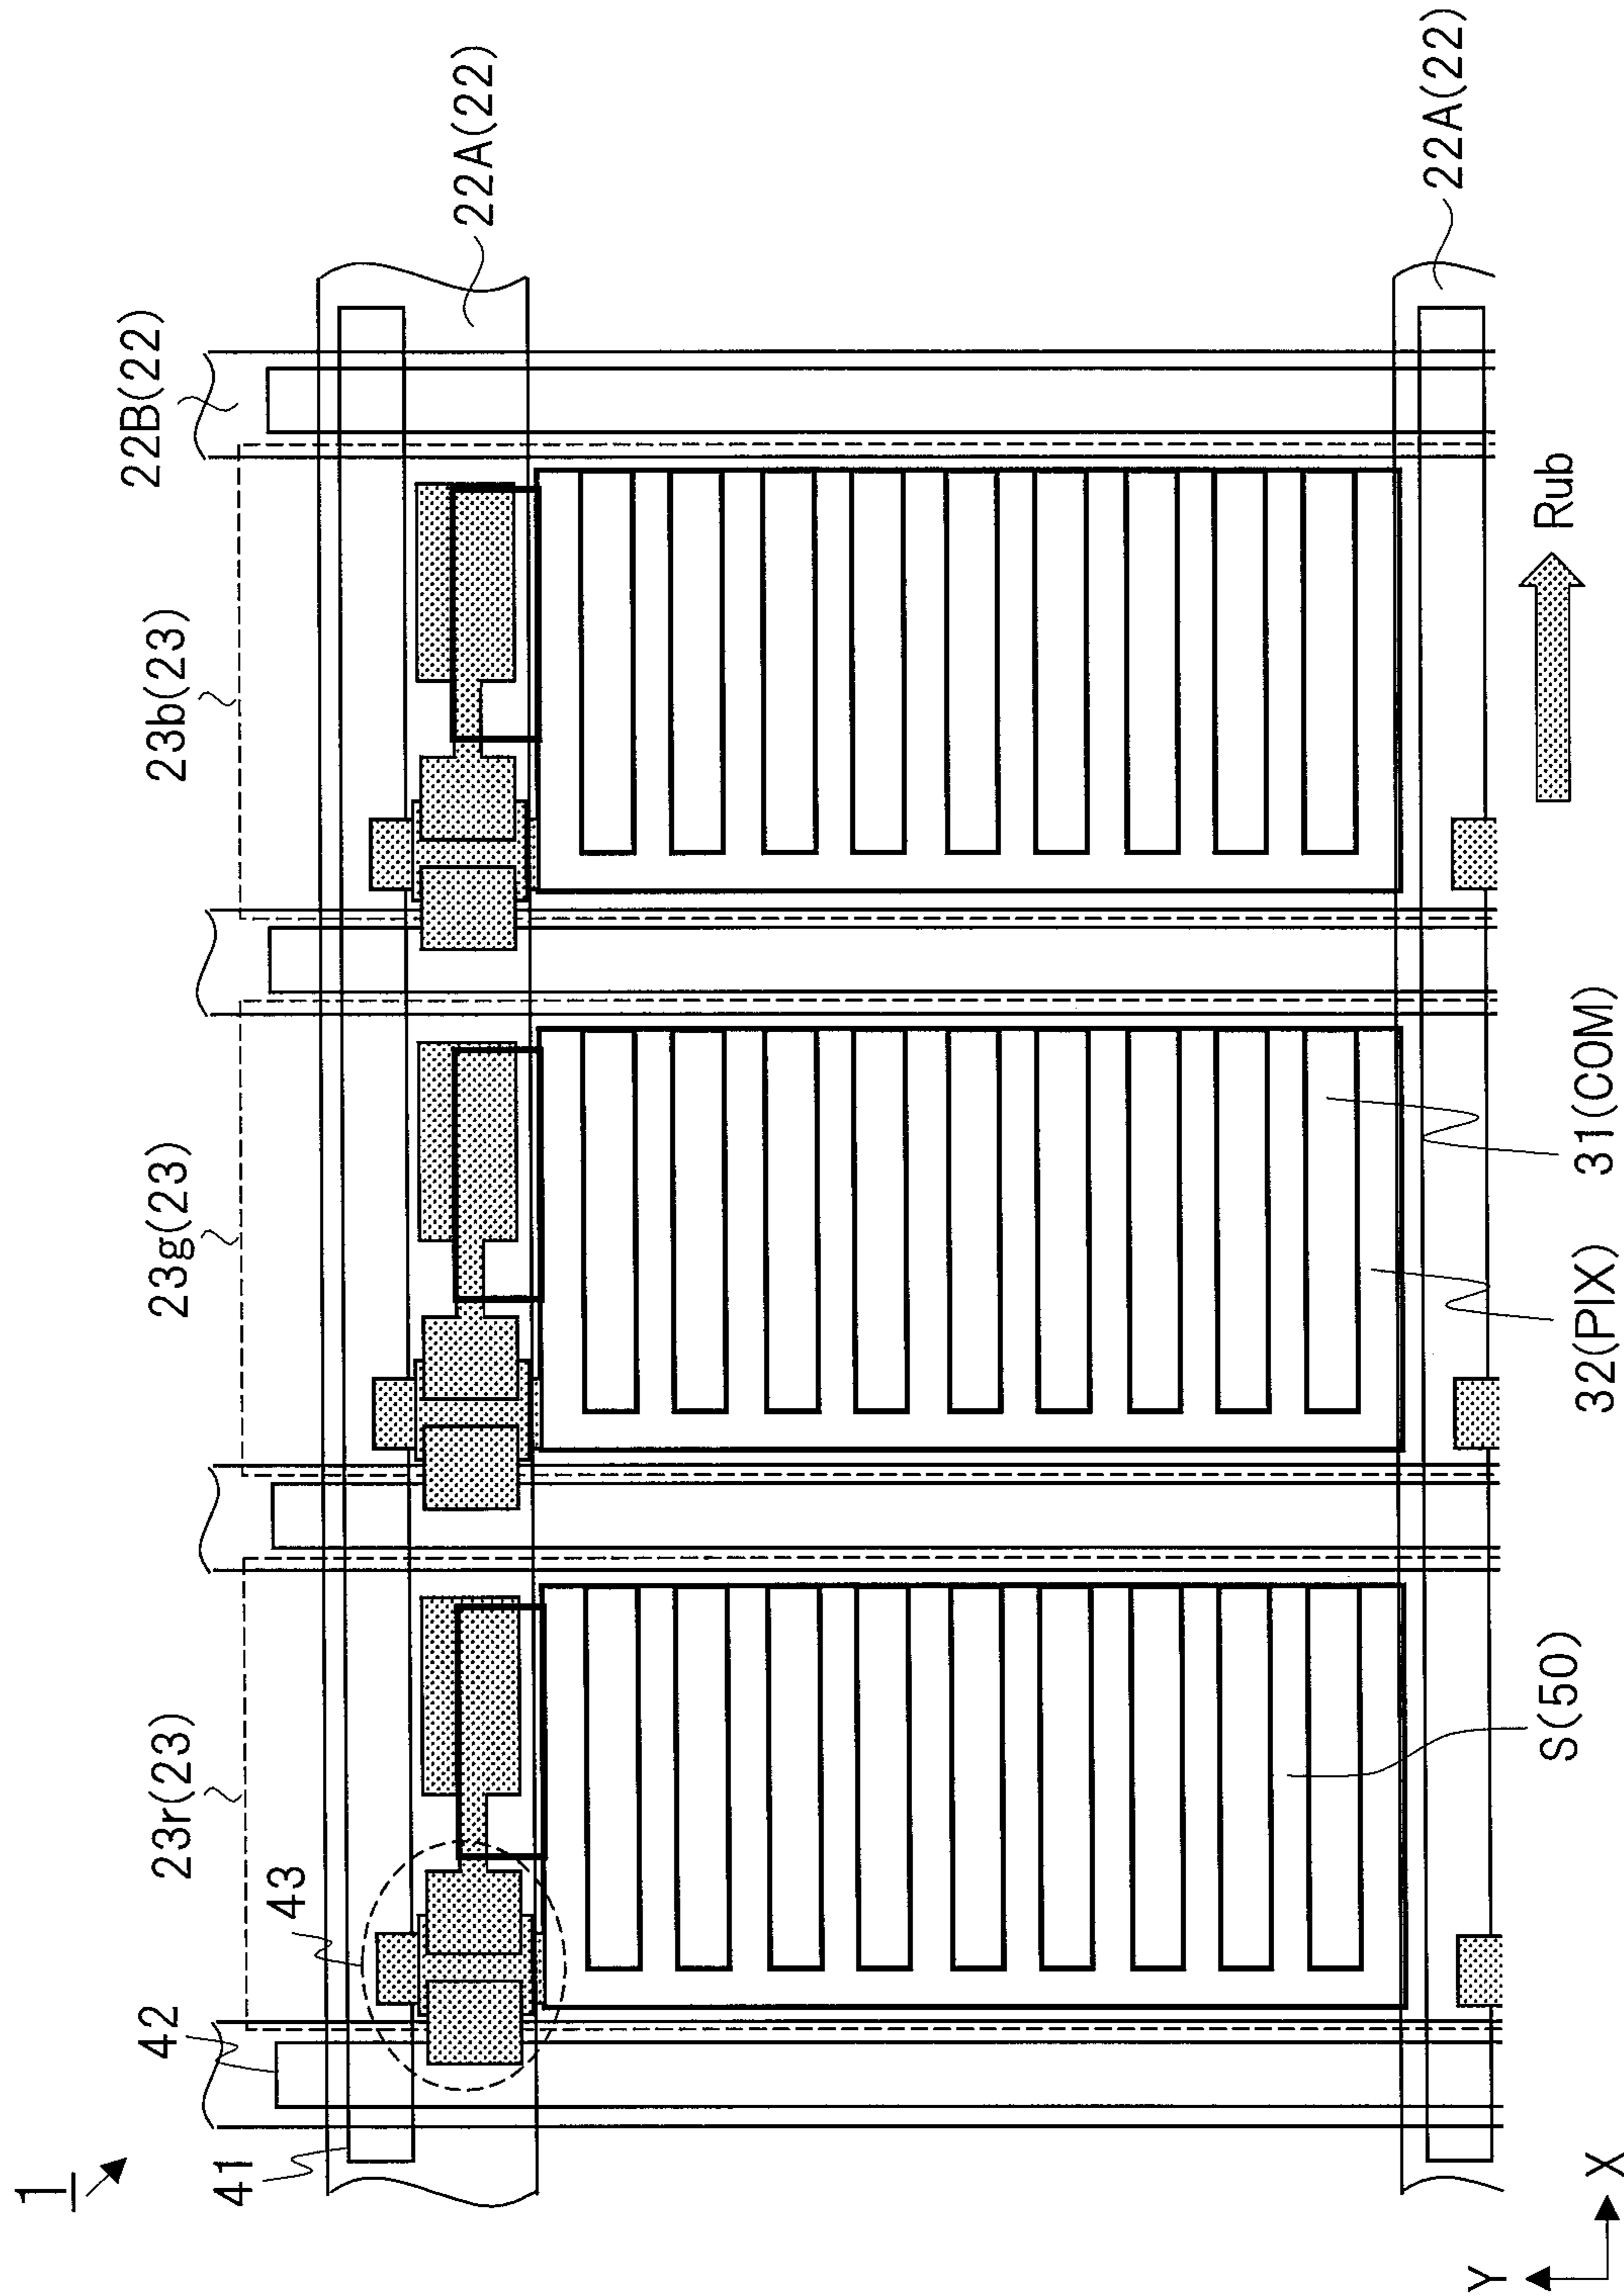 1
22B(22)
23b(23)
23g(23)
23r(23)
43
42
41
22A(22)
22A(22)
Rub
31(COM)
32(PIX)
S(50)
Y
X